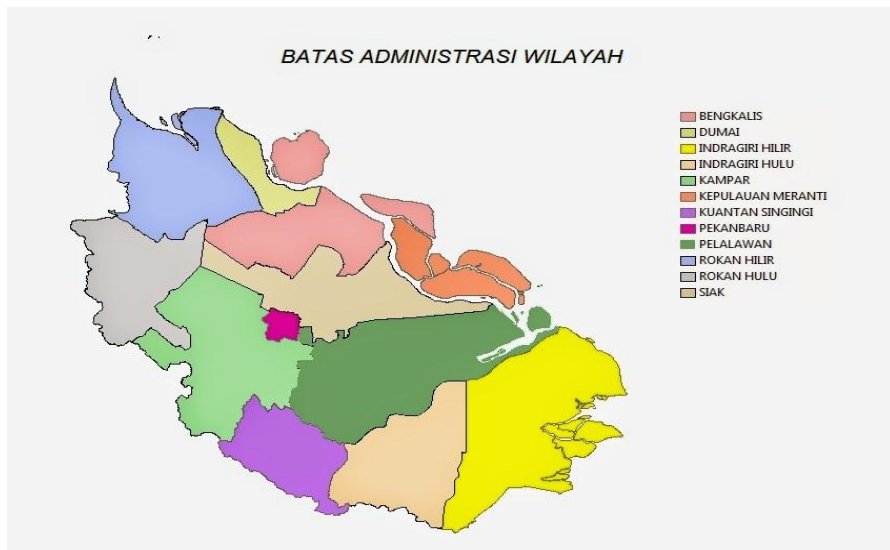 BATAS ADMINISTRASI WILAYAH
BENGKALIS
DUMAI
INDRAGIRI HILIR
INDRAGIRI HULU
KAMPAR
KEPULAUAN MERANTI
KUANTAN SINGINGI
PEKANBARU
PELALAWAN
ROKAN HILIR
ROKAN HULU
SIAK